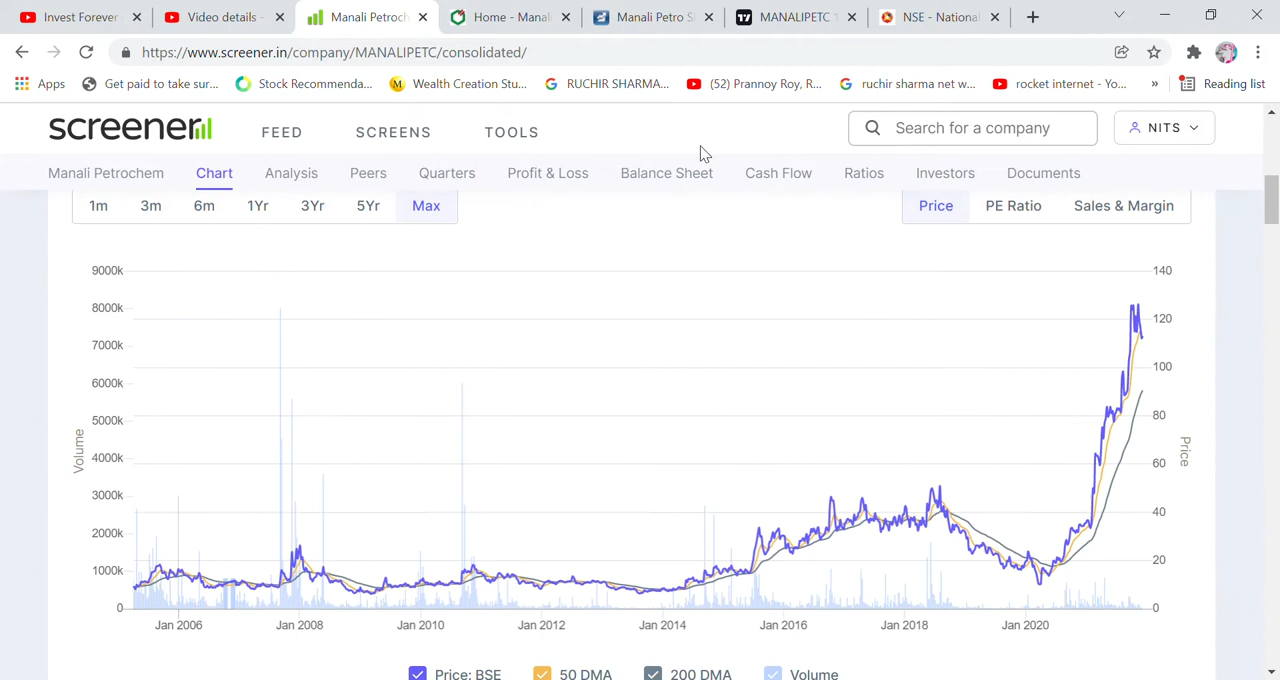 Invest Forever
Video details -
Manali Petroch
Home - Manal
Manali Petro S
MANALIPETC 1
NSE - National
https://www.screener.in/company/MANALIPETC/consolidated/
Apps
Get paid to take sur...
Stock Recommenda...
Wealth Creation Stu...
RUCHIR SHARMA...
(52) Prannoy Roy, R...
ruchir sharma net w...
rocket internet - Yo...
»
Reading list
screener
FEED
SCREENS
TOOLS
Search for a company
NITS
Manali Petrochem
Chart
Analysis
Peers
Quarters
Profit & Loss
Balance Sheet
Cash Flow
Ratios
Investors
Documents
1m 3m 6m 1Yr 3Yr 5Yr Max
Price PE Ratio Sales & Margin
9000k
8000k
7000k
6000k
5000k
4000k
3000k
2000k
1000k
0
Volume
140
120
100
80
60
40
20
0
Price
Jan 2006 Jan 2008 Jan 2010 Jan 2012 Jan 2014 Jan 2016 Jan 2018 Jan 2020
Price: BSE 50 DMA 200 DMA Volume